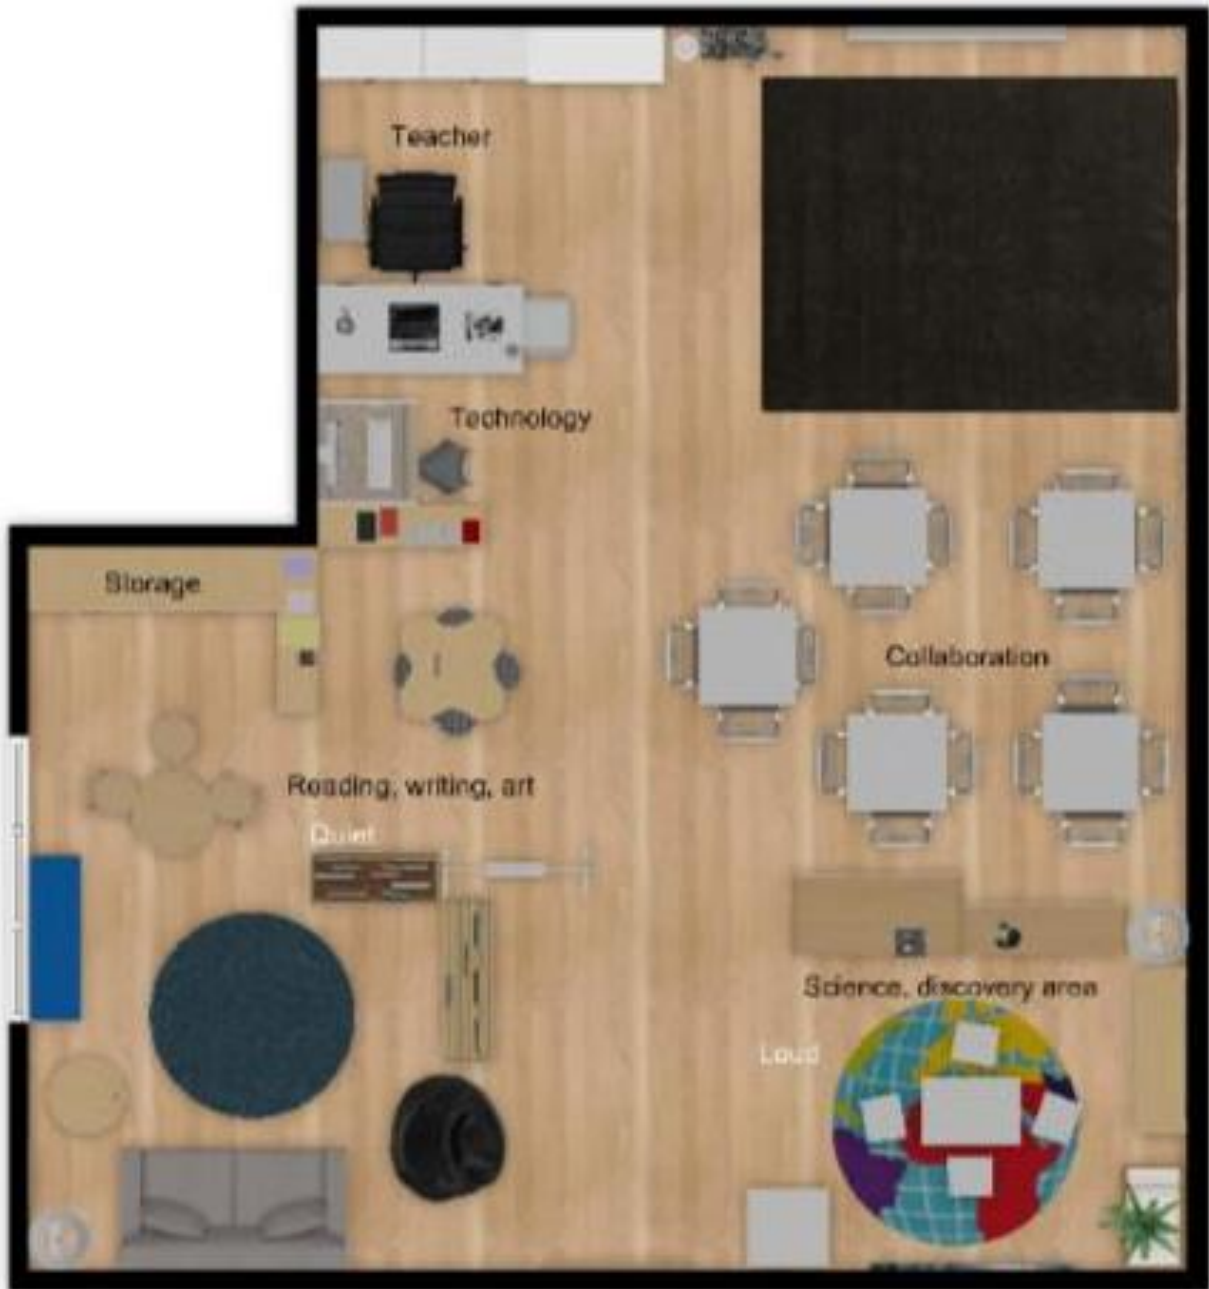 Teacher
Technology
Storage
Collaboration
Reading, writing, art
Quiet
Science, discovery area
Loud